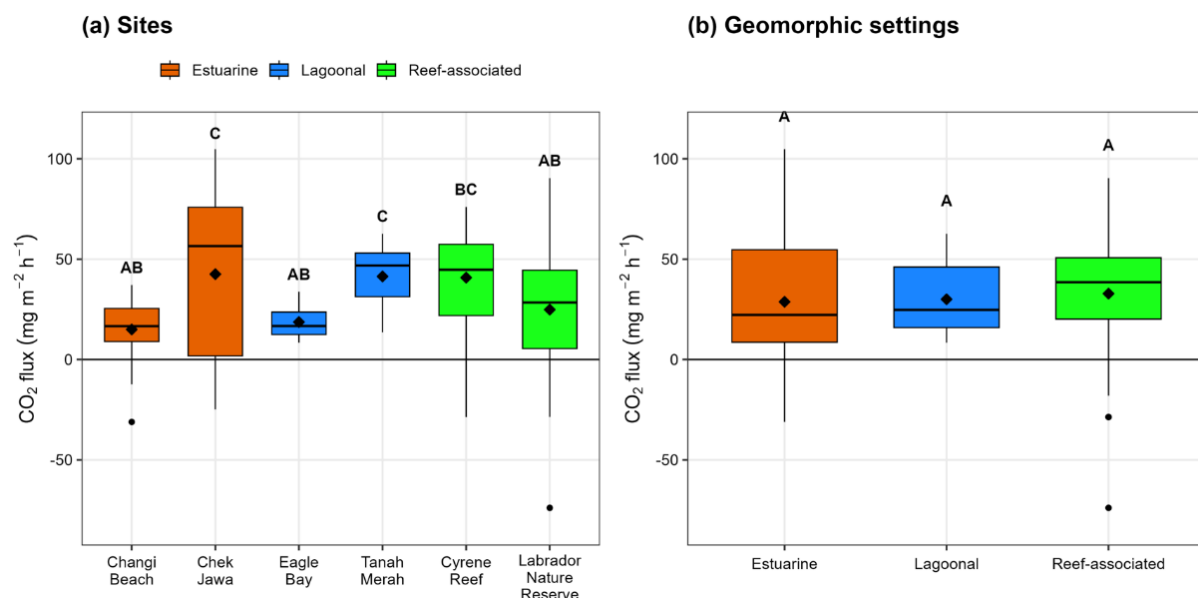 (a) Sites
Estuarine Lagoonal Reef-associated
CO₂ flux (mg m⁻² h⁻¹)
100
50
0
-50
AB
C
AB
C
BC
AB
Changi
Beach
Chek
Jawa
Eagle
Bay
Tanah
Merah
Cyrene
Reef
Labrador
Nature
Reserve
(b) Geomorphic settings
CO₂ flux (mg m⁻² h⁻¹)
100
50
0
-50
A
A
A
Estuarine
Lagoonal
Reef-associated